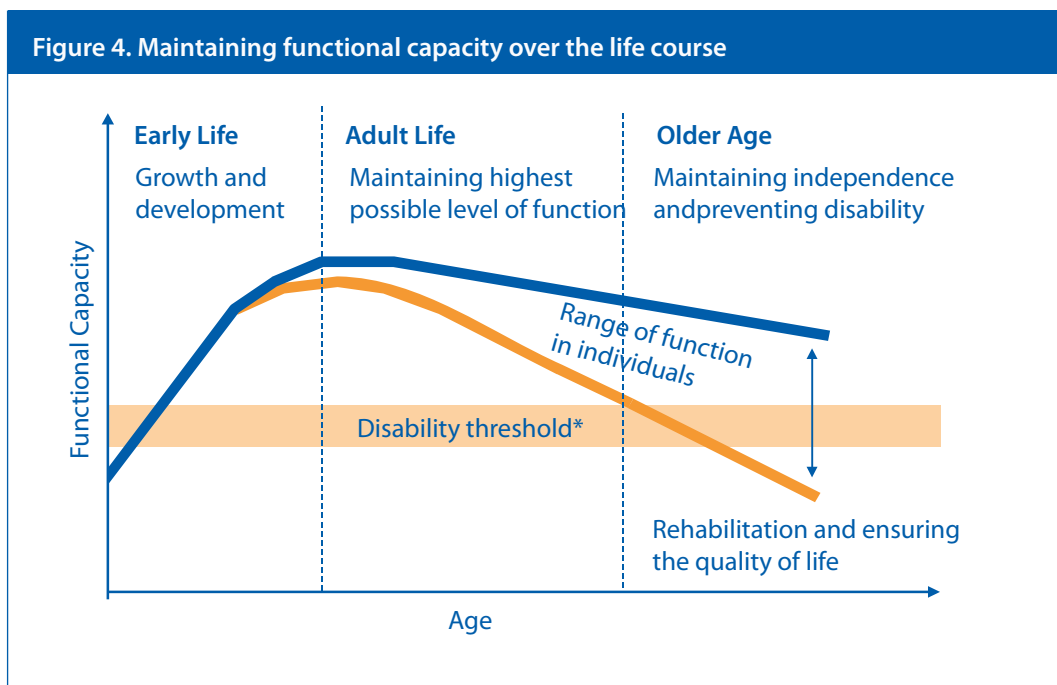 Figure 4. Maintaining functional capacity over the life course
Early Life
Growth and
development
Adult Life
Maintaining highest
possible level of function
Older Age
Maintaining independence
andpreventing disability
Functional Capacity
Range of function
in individuals
Disability threshold*
Rehabilitation and ensuring
the quality of life
Age